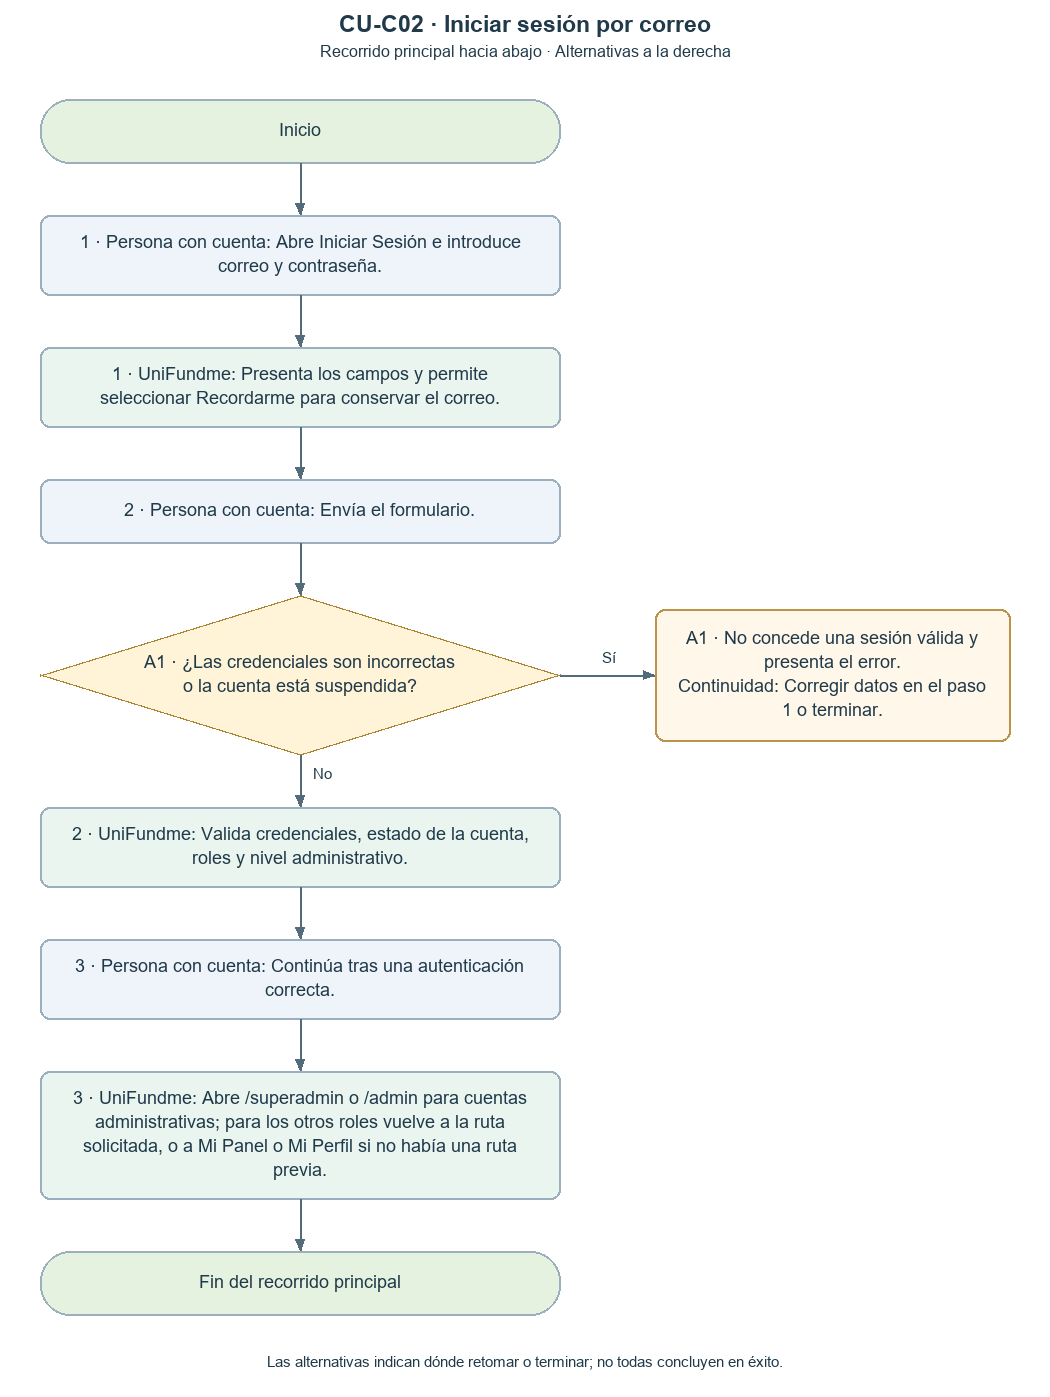 CU-C02 · Iniciar sesión por correo
Recorrido principal hacia abajo · Alternativas a la derecha
Inicio
1 · Persona con cuenta: Abre Iniciar Sesión e introduce
correo y contraseña.
1 · UniFundme: Presenta los campos y permite
seleccionar Recordarme para conservar el correo.
2 · Persona con cuenta: Envía el formulario.
A1 · ¿Las credenciales son incorrectas
o la cuenta está suspendida?
Sí
A1 · No concede una sesión válida y
presenta el error.
Continuidad: Corregir datos en el paso
1 o terminar.
No
2 · UniFundme: Valida credenciales, estado de la cuenta,
roles y nivel administrativo.
3 · Persona con cuenta: Continúa tras una autenticación
correcta.
3 · UniFundme: Abre /superadmin o /admin para cuentas
administrativas; para los otros roles vuelve a la ruta
solicitada, o a Mi Panel o Mi Perfil si no había una ruta
previa.
Fin del recorrido principal
Las alternativas indican dónde retomar o terminar; no todas concluyen en éxito.